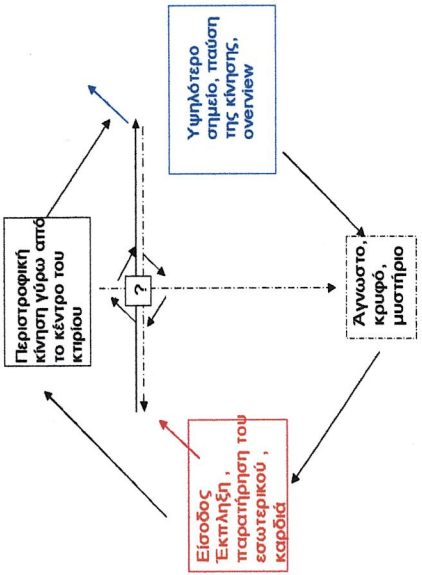 Περιστροφική
κίνηση γύρω από
το κέντρο του
κτιρίου
Υψηλότερο
σημείο, παύση
της κίνησης,
overview
?
Είσοδος
Έκπληξη ,
παρατήρηση του
εσωτερικού ,
καρδιά
Άγνωστο,
κρυφό,
μυστήριο